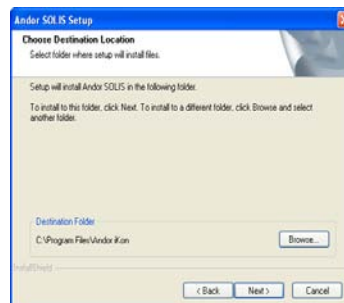 Andor SOLIS Setup
Choose Destination Location
Select folder where setup will install files.
Setup will install Andor SOLIS in the following folder.
To install to this folder, click Next. To install to a different folder, click Browse and select
another folder.
Destination Folder
C:\Program Files\Andor iKon
Browse...
InstallShield
< Back
Next >
Cancel